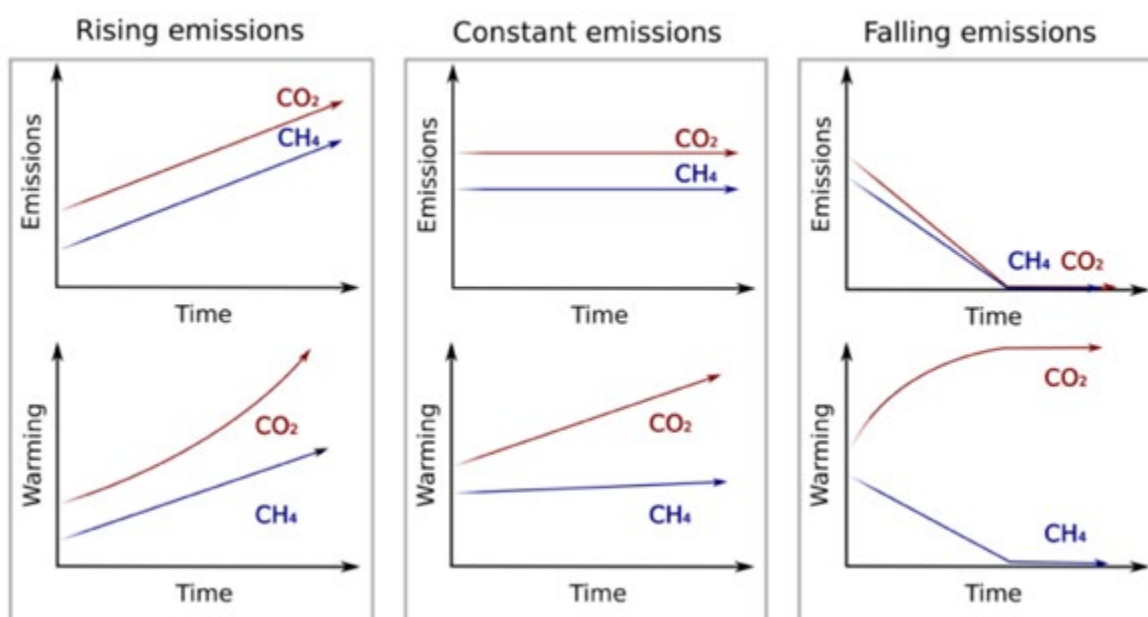 Rising emissions
Constant emissions
Falling emissions
Emissions
CO₂
CH₄
Time
Emissions
CO₂
CH₄
Time
Emissions
CH₄ CO₂
Time
Warming
CO₂
CH₄
Time
Warming
CO₂
CH₄
Time
Warming
CO₂
CH₄
Time